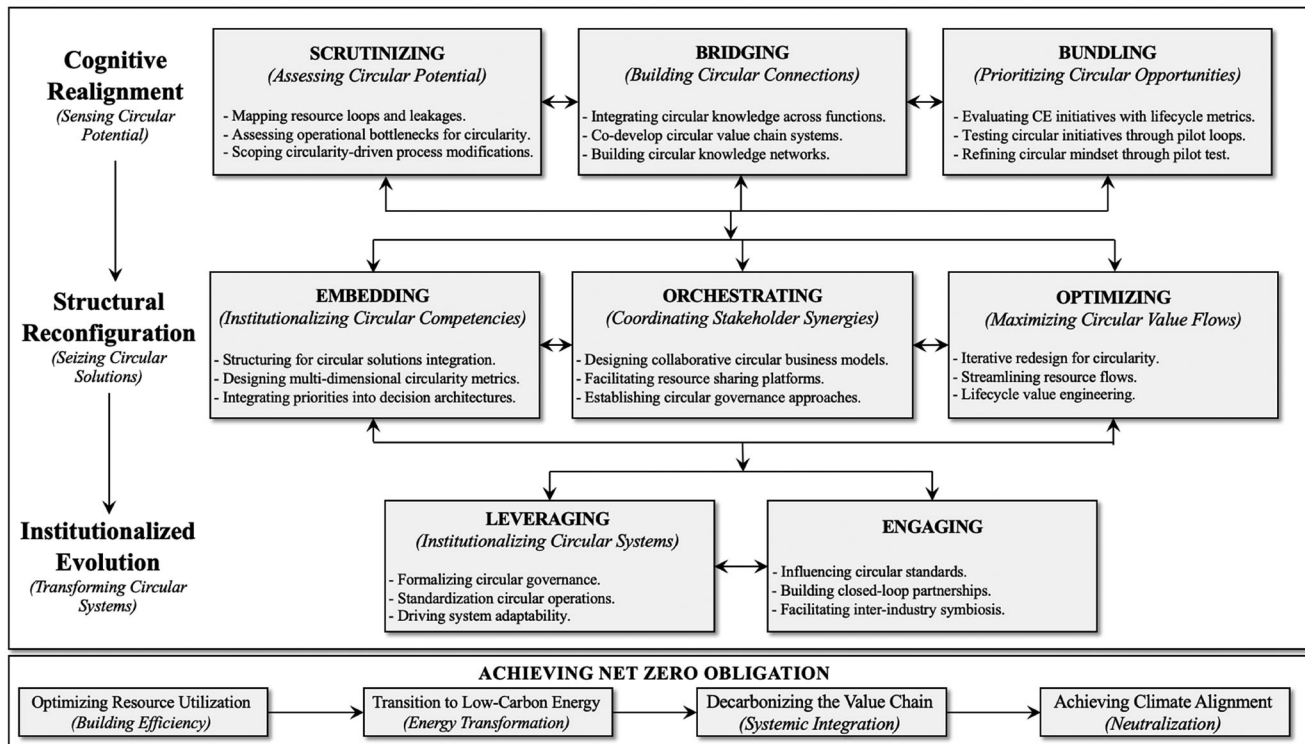 Cognitive
Realignment
(Sensing Circular
Potential)
SCRUTINIZING
(Assessing Circular Potential)
- Mapping resource loops and leakages.
- Assessing operational bottlenecks for circularity.
- Scoping circularity-driven process modifications.
BRIDGING
(Building Circular Connections)
- Integrating circular knowledge across functions.
- Co-develop circular value chain systems.
- Building circular knowledge networks.
BUNDLING
(Prioritizing Circular Opportunities)
- Evaluating CE initiatives with lifecycle metrics.
- Testing circular initiatives through pilot loops.
- Refining circular mindset through pilot test.
Structural
Reconfiguration
(Seizing Circular
Solutions)
EMBEDDING
(Institutionalizing Circular Competencies)
- Structuring for circular solutions integration.
- Designing multi-dimensional circularity metrics.
- Integrating priorities into decision architectures.
ORCHESTRATING
(Coordinating Stakeholder Synergies)
- Designing collaborative circular business models.
- Facilitating resource sharing platforms.
- Establishing circular governance approaches.
OPTIMIZING
(Maximizing Circular Value Flows)
- Iterative redesign for circularity.
- Streamlining resource flows.
- Lifecycle value engineering.
Institutionalized
Evolution
(Transforming Circular
Systems)
LEVERAGING
(Institutionalizing Circular Systems)
- Formalizing circular governance.
- Standardization circular operations.
- Driving system adaptability.
ENGAGING
- Influencing circular standards.
- Building closed-loop partnerships.
- Facilitating inter-industry symbiosis.
ACHIEVING NET ZERO OBLIGATION
Optimizing Resource Utilization
(Building Efficiency)
Transition to Low-Carbon Energy
(Energy Transformation)
Decarbonizing the Value Chain
(Systemic Integration)
Achieving Climate Alignment
(Neutralization)